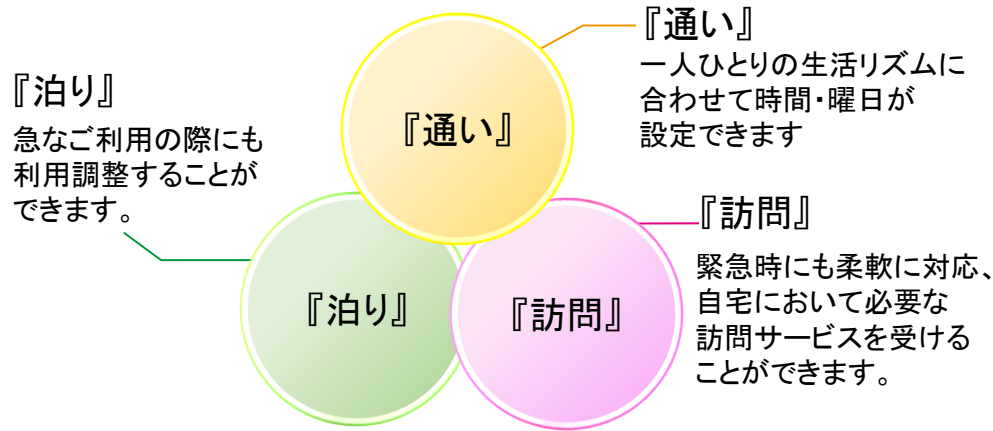 『通い』
一人ひとりの生活リズムに
合わせて時間・曜日が
設定できます
『泊り』
急なご利用の際にも
利用調整することが
できます。
『通い』
『訪問』
緊急時にも柔軟に対応、
自宅において必要な
訪問サービスを受ける
ことができます。
『泊り』
『訪問』